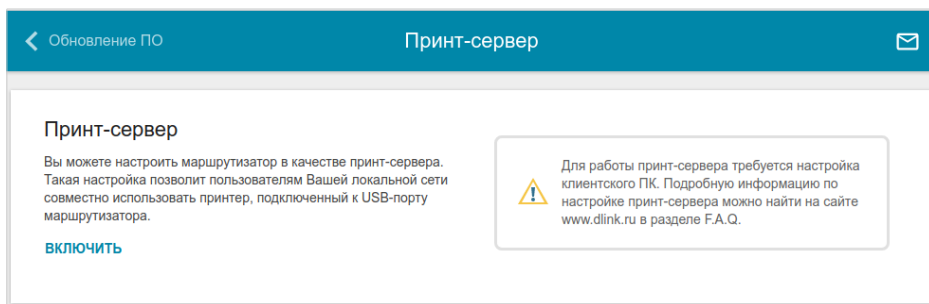 Обновление ПО
Принт-сервер
Принт-сервер
Вы можете настроить маршрутизатор в качестве принт-сервера.
Такая настройка позволит пользователям Вашей локальной сети
совместно использовать принтер, подключенный к USB-порту
маршрутизатора.
ВКЛЮЧИТЬ
Для работы принт-сервера требуется настройка
клиентского ПК. Подробную информацию по
настройке принт-сервера можно найти на сайте
www.dlink.ru в разделе F.A.Q.